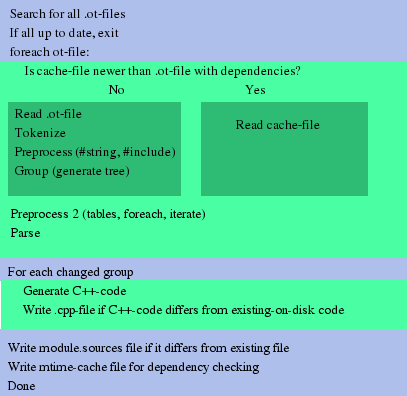 Search for all .ot-files
If all up to date, exit
foreach ot-file:
Is cache-file newer than .ot-file with dependencies?
No Yes
Read .ot-file
Tokenize
Preprocess (#string, #include)
Group (generate tree)
Read cache-file
Preprocess 2 (tables, foreach, iterate)
Parse
For each changed group
Generate C++-code
Write .cpp-file if C++-code differs from existing-on-disk code
Write module.sources file if it differs from existing file
Write mtime-cache file for dependency checking
Done